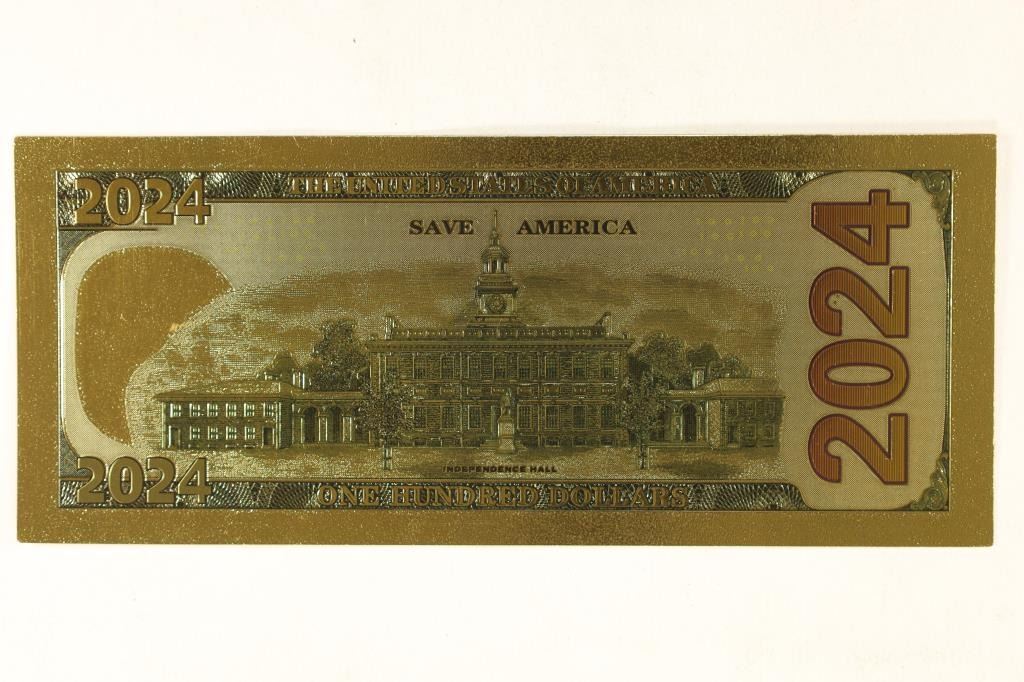 THE UNITED STATES OF AMERICA
2024
SAVE AMERICA
2024
INDEPENDENCE HALL
2024
ONE HUNDRED DOLLARS